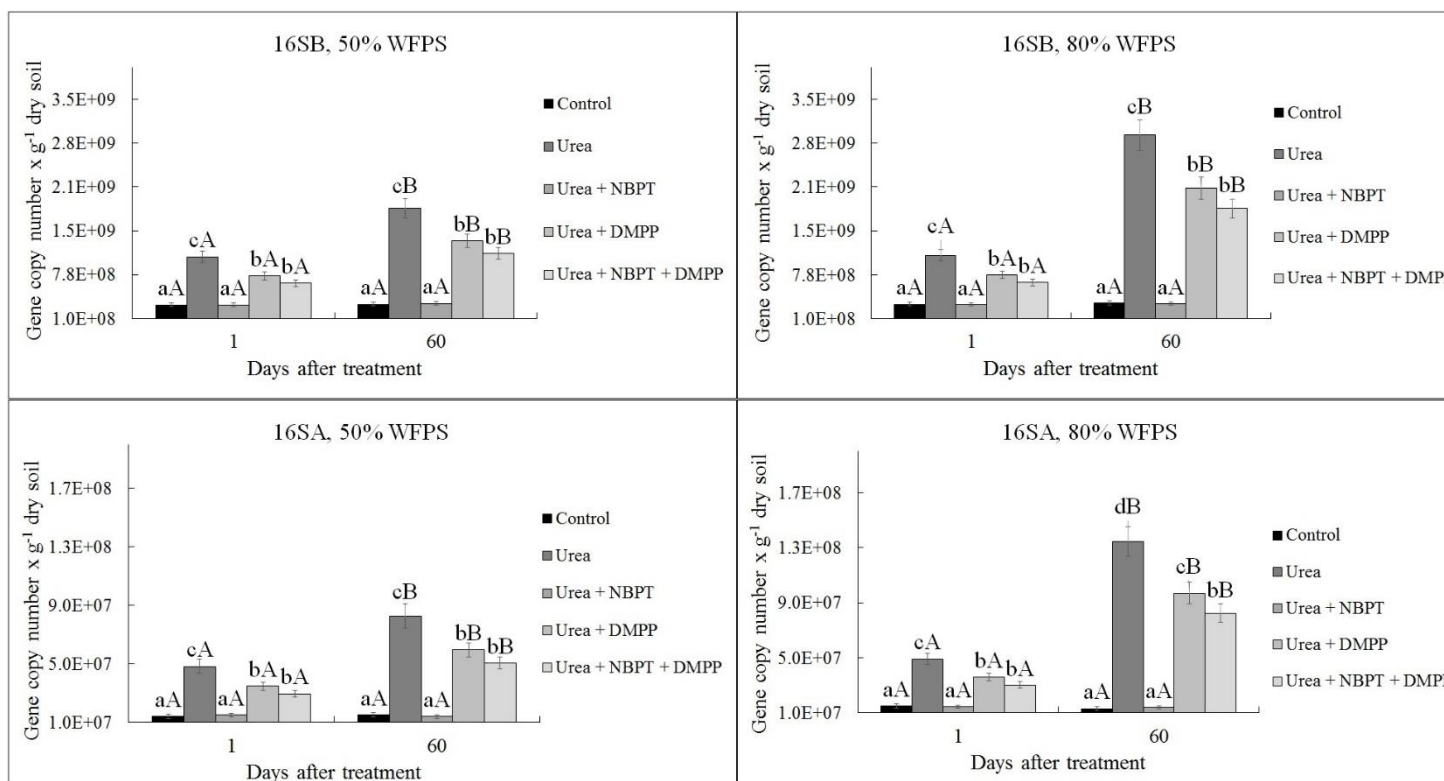 16SB, 50% WFPS
Gene copy number x g⁻¹ dry soil
3.5E+09
2.8E+09
2.1E+09
1.5E+09
7.8E+08
1.0E+08
aA cA aA bA bA
aA cB aA bB bB
1 60
Days after treatment
Control
Urea
Urea + NBPT
Urea + DMPP
Urea + NBPT + DMPP
16SB, 80% WFPS
Gene copy number x g⁻¹ dry soil
3.5E+09
2.8E+09
2.1E+09
1.5E+09
7.8E+08
1.0E+08
aA cA aA bA bA
aA cB aA bB bB
1 60
Days after treatment
Control
Urea
Urea + NBPT
Urea + DMPP
Urea + NBPT + DMP
16SA, 50% WFPS
Gene copy number x g⁻¹ dry soil
1.7E+08
1.3E+08
9.0E+07
5.0E+07
1.0E+07
aA cA aA bA bA
aA cB aA bB bB
1 60
Days after treatment
Control
Urea
Urea + NBPT
Urea + DMPP
Urea + NBPT + DMPP
16SA, 80% WFPS
Gene copy number x g⁻¹ dry soil
1.7E+08
1.3E+08
9.0E+07
5.0E+07
1.0E+07
aA cA aA bA bA
aA dB aA cB bB
1 60
Days after treatment
Control
Urea
Urea + NBPT
Urea + DMPP
Urea + NBPT + DMP